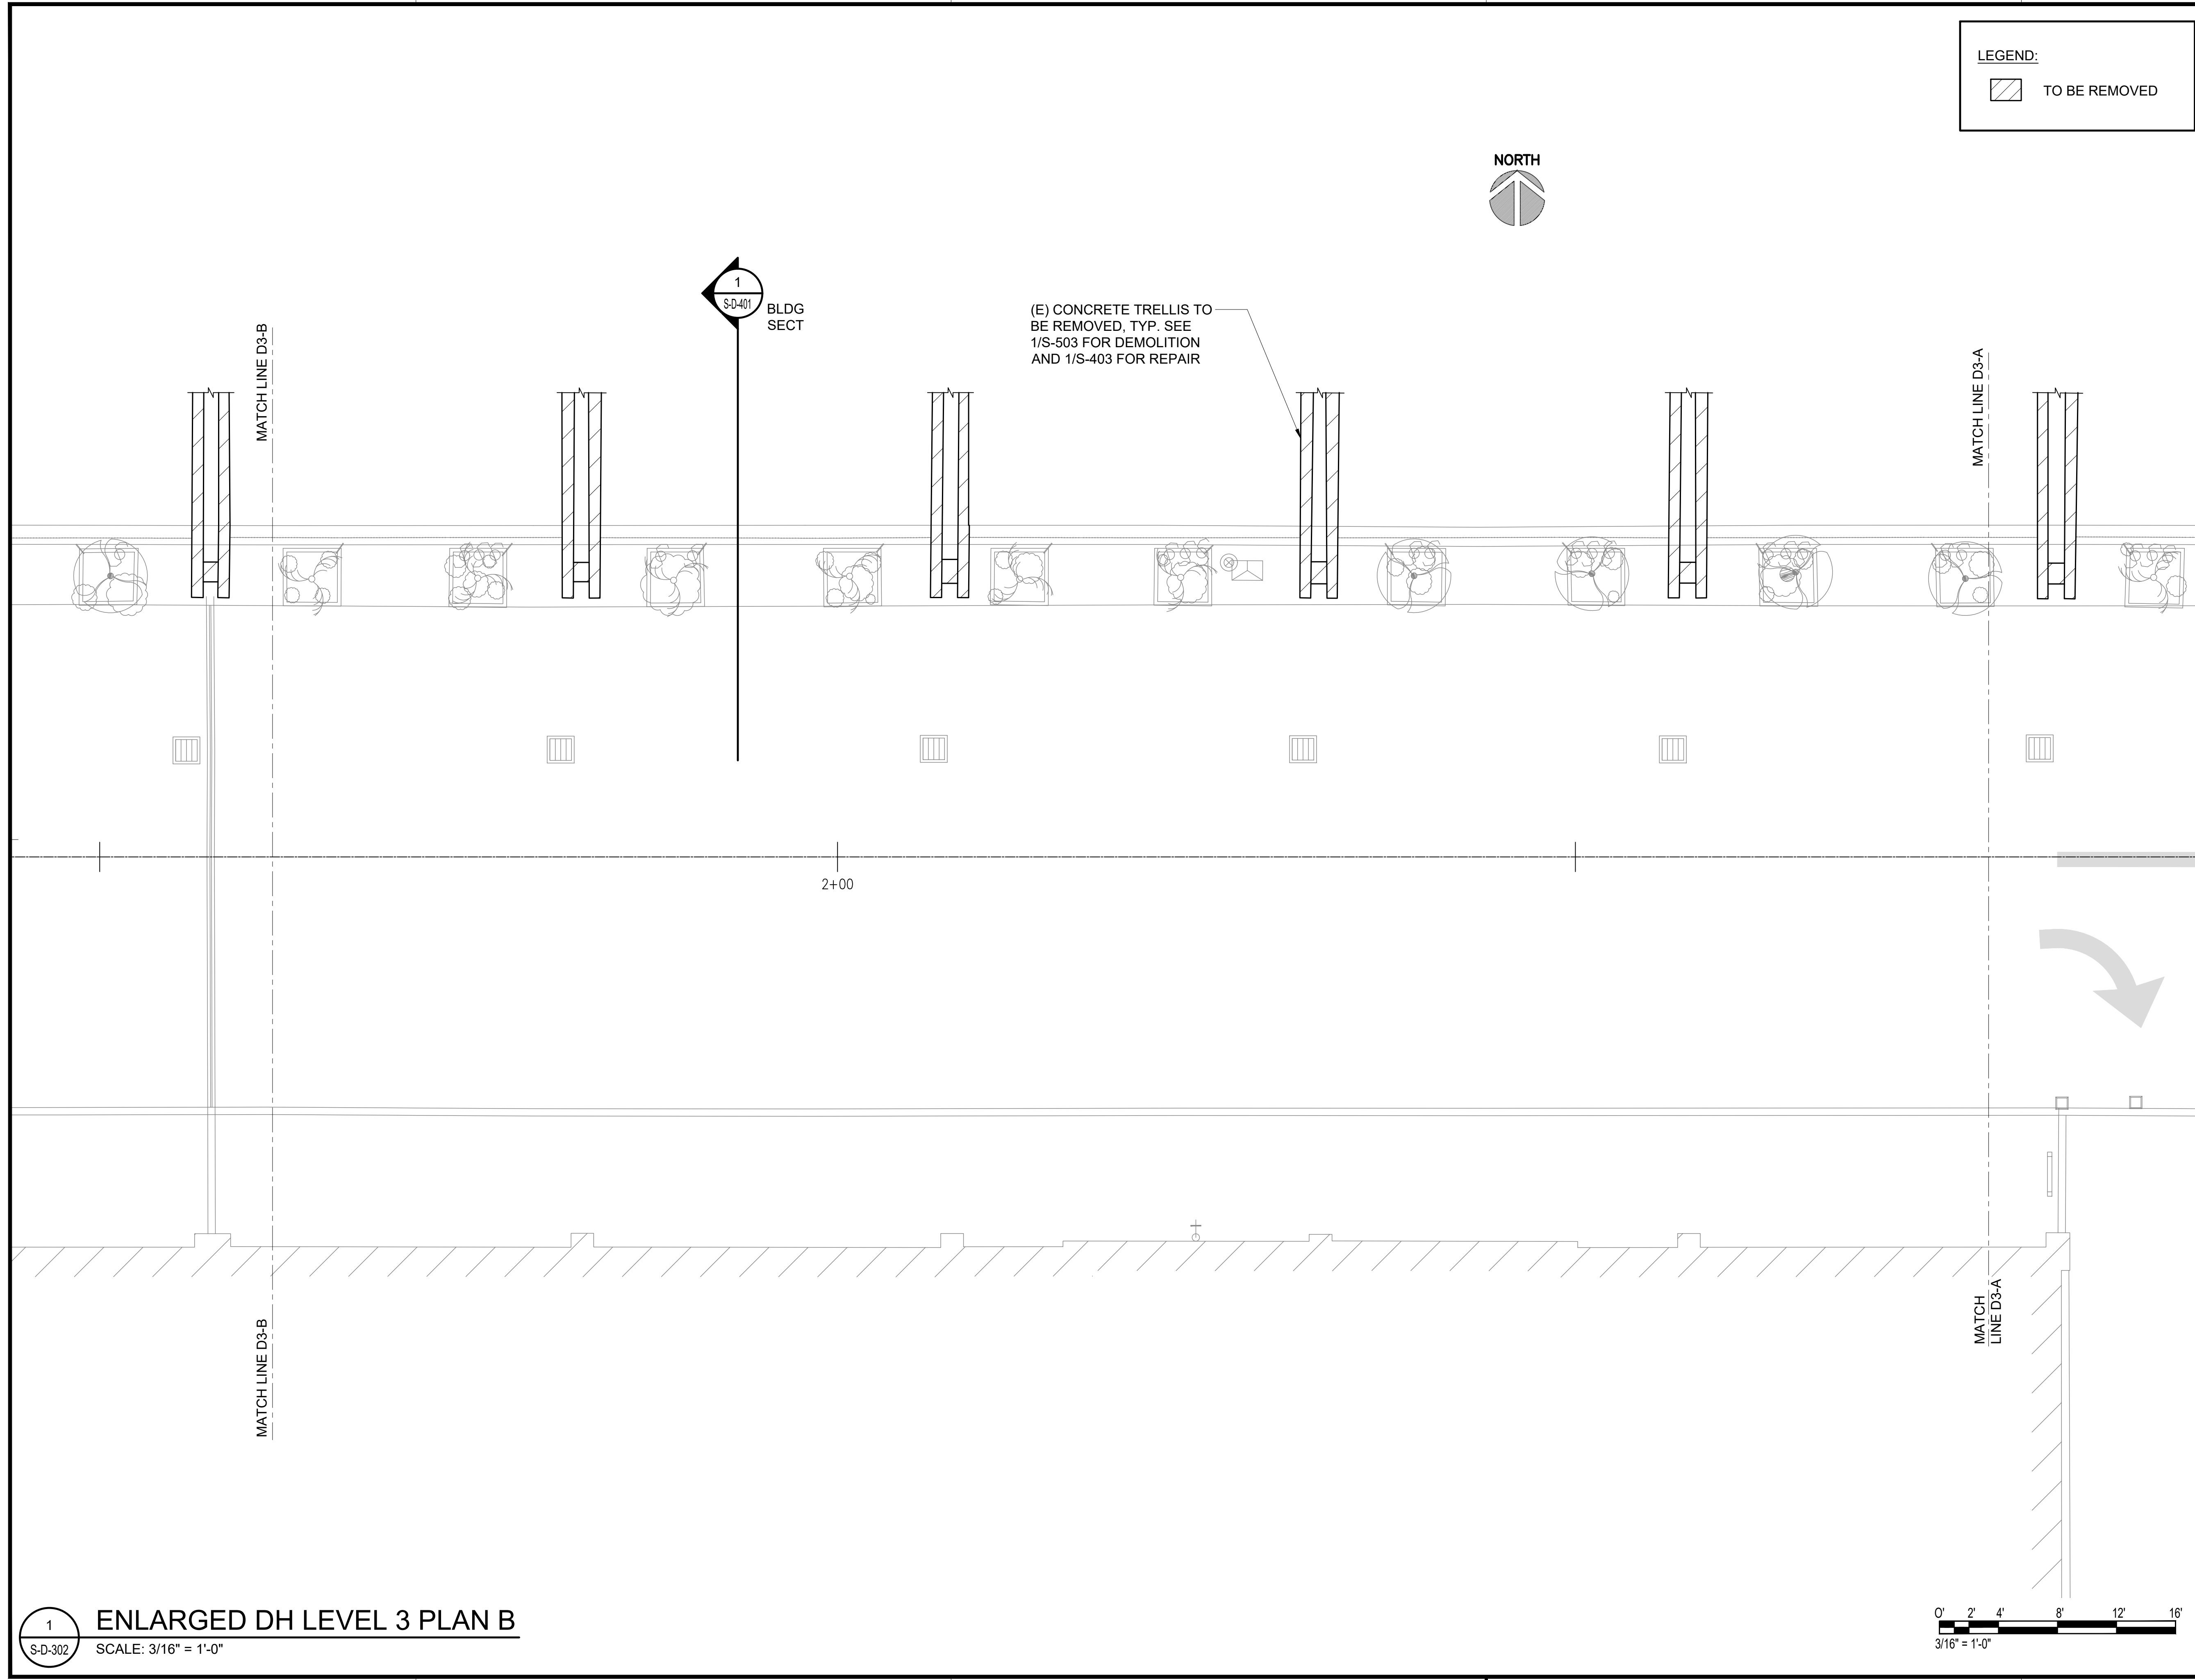 LEGEND:
TO BE REMOVED
NORTH
1
S-D-401
BLDG
SECT
(E) CONCRETE TRELLIS TO
BE REMOVED, TYP. SEE
1/S-503 FOR DEMOLITION
AND 1/S-403 FOR REPAIR
MATCH LINE D3-B
MATCH LINE D3-A
2+00
MATCH LINE D3-B
MATCH
LINE D3-A
1
S-D-302
ENLARGED DH LEVEL 3 PLAN B
SCALE: 3/16" = 1'-0"
O' 2' 4' 8' 12' 16'
3/16" = 1'-0"